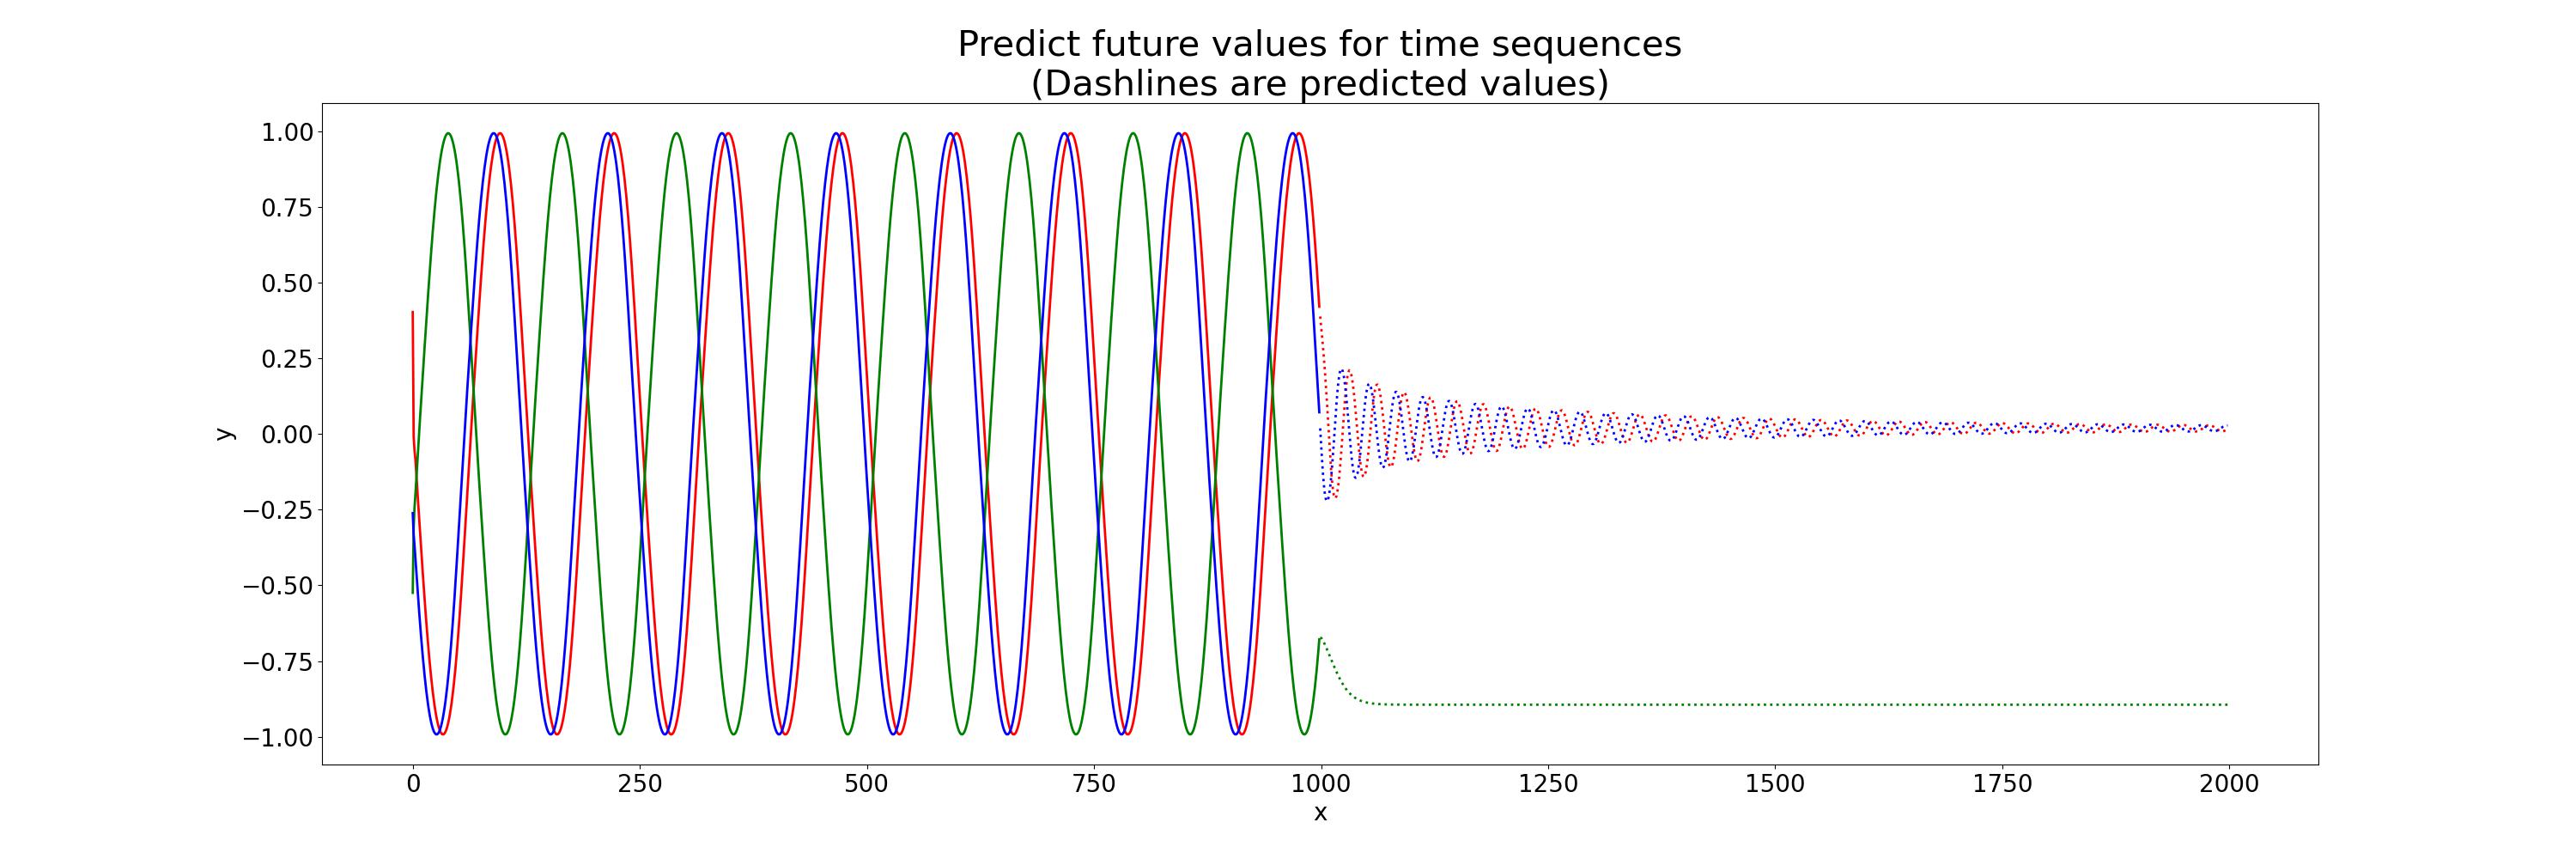 Predict future values for time sequences
(Dashlines are predicted values)
1.00
0.75
0.50
0.25
0.00
−0.25
−0.50
−0.75
−1.00
y
0 250 500 750 1000 1250 1500 1750 2000
x